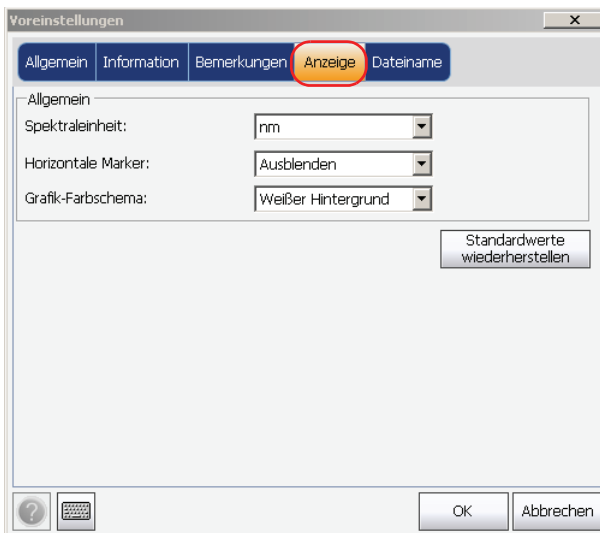 Voreinstellungen
Allgemein Information Bemerkungen Anzeige Dateiname
Allgemein
Spektraleinheit: nm
Horizontale Marker: Ausblenden
Grafik-Farbschema: Weißer Hintergrund
Standardwerte
wiederherstellen
? OK Abbrechen